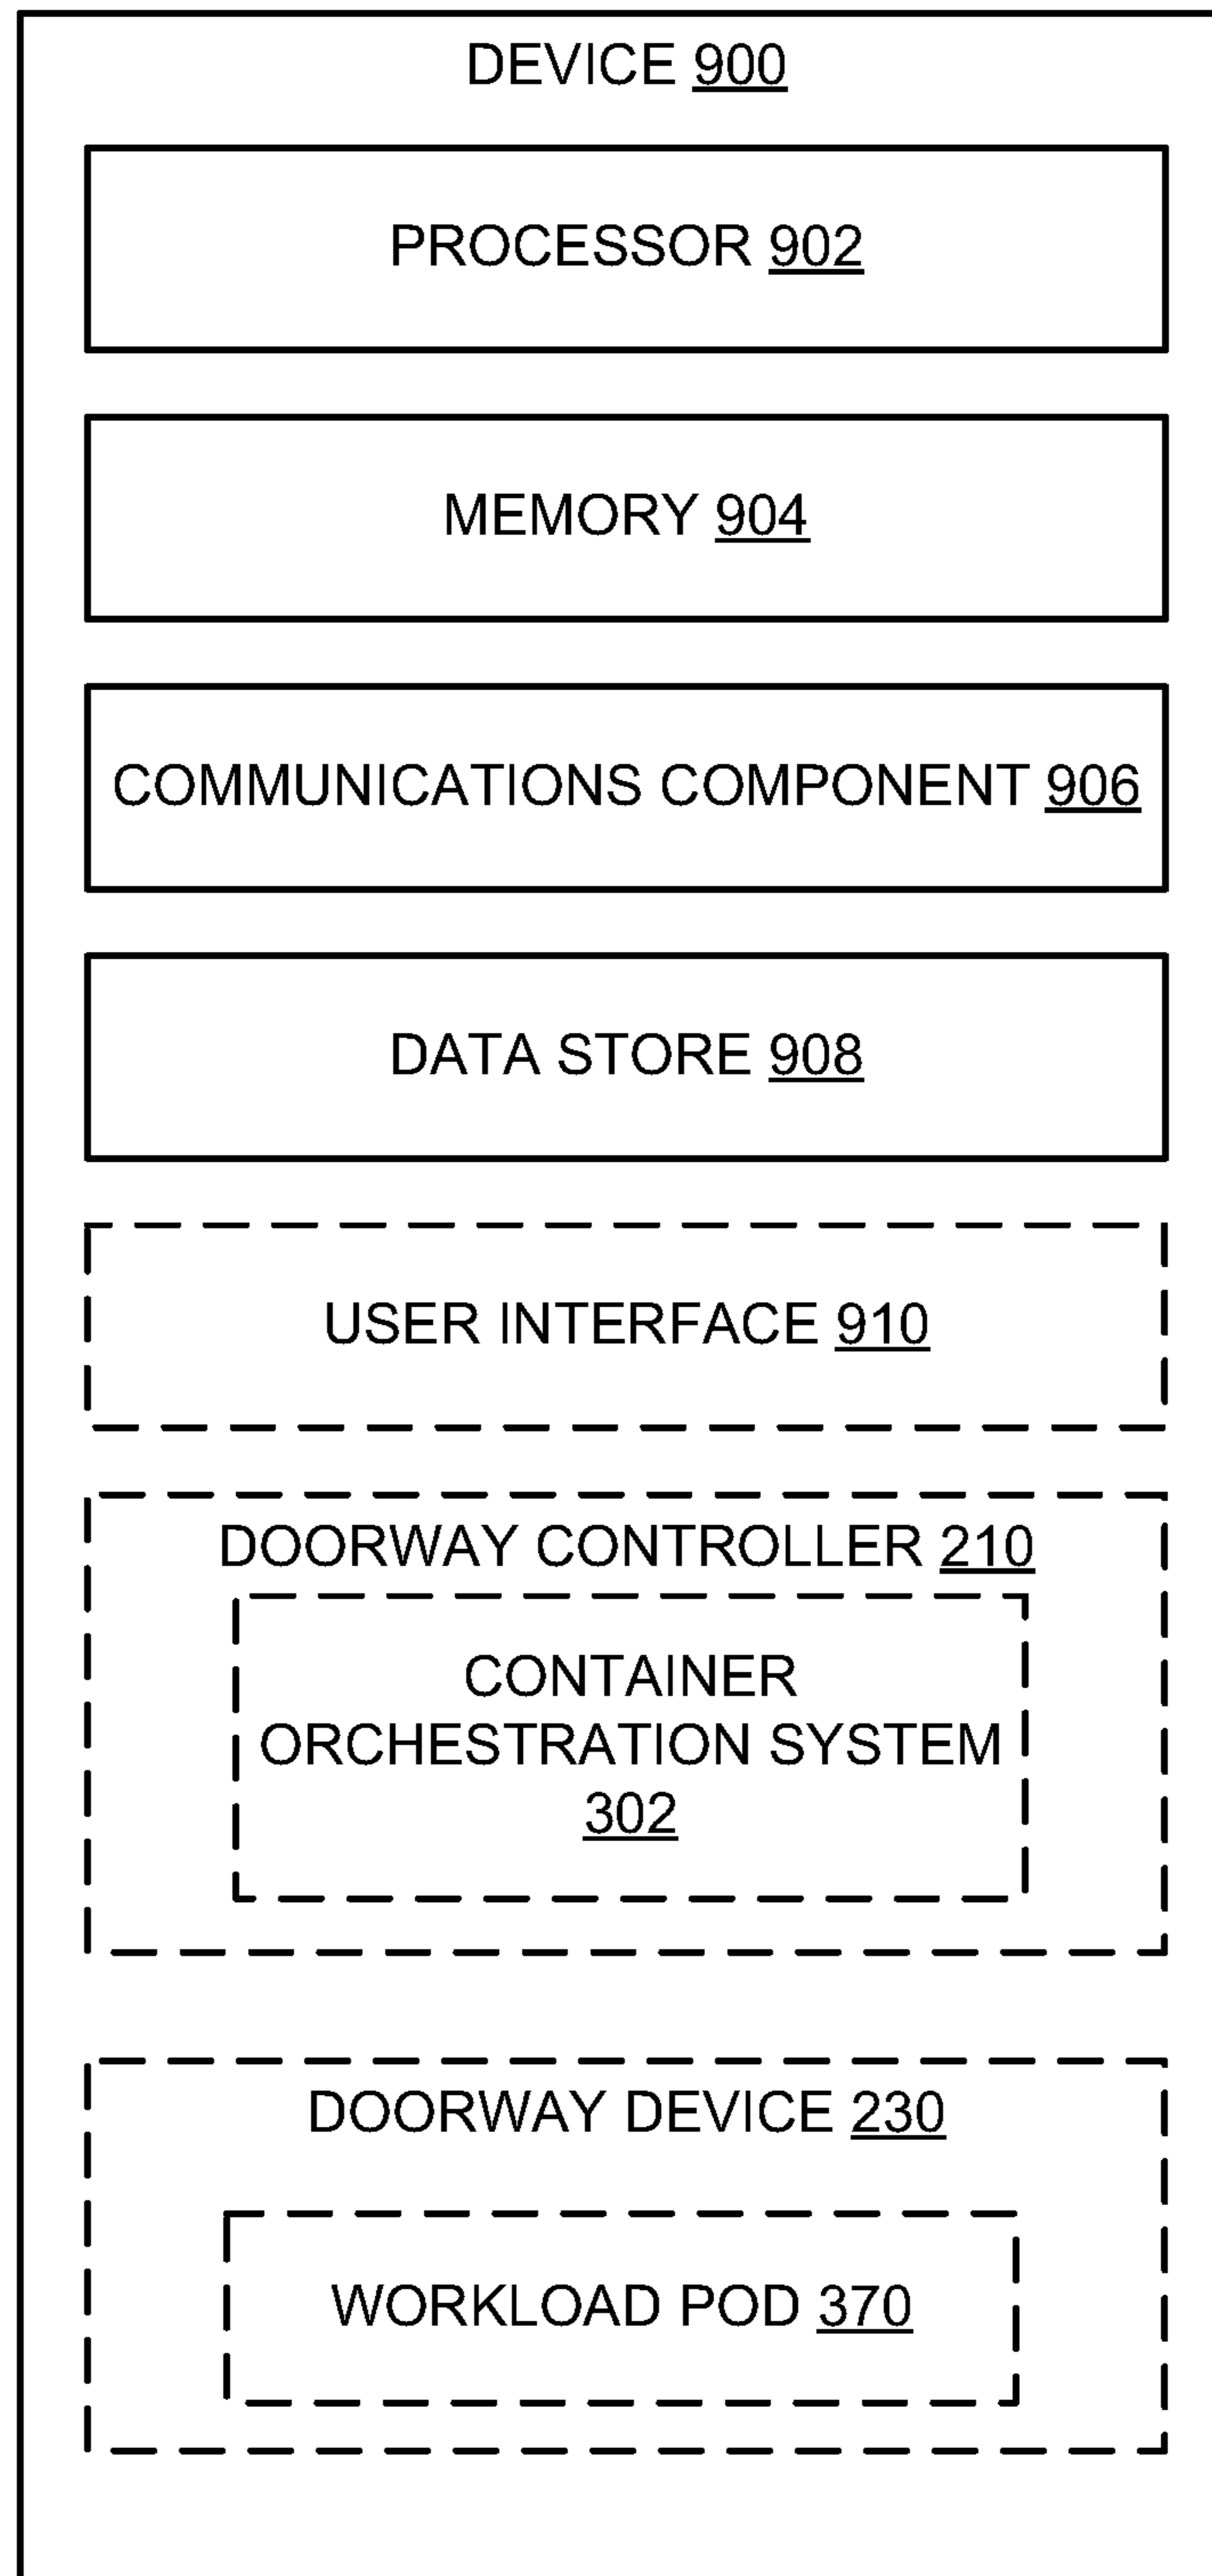 DEVICE 900
PROCESSOR 902
MEMORY 904
COMMUNICATIONS COMPONENT 906
DATA STORE 908
USER INTERFACE 910
DOORWAY CONTROLLER 210
CONTAINER
ORCHESTRATION SYSTEM
302
DOORWAY DEVICE 230
WORKLOAD POD 370